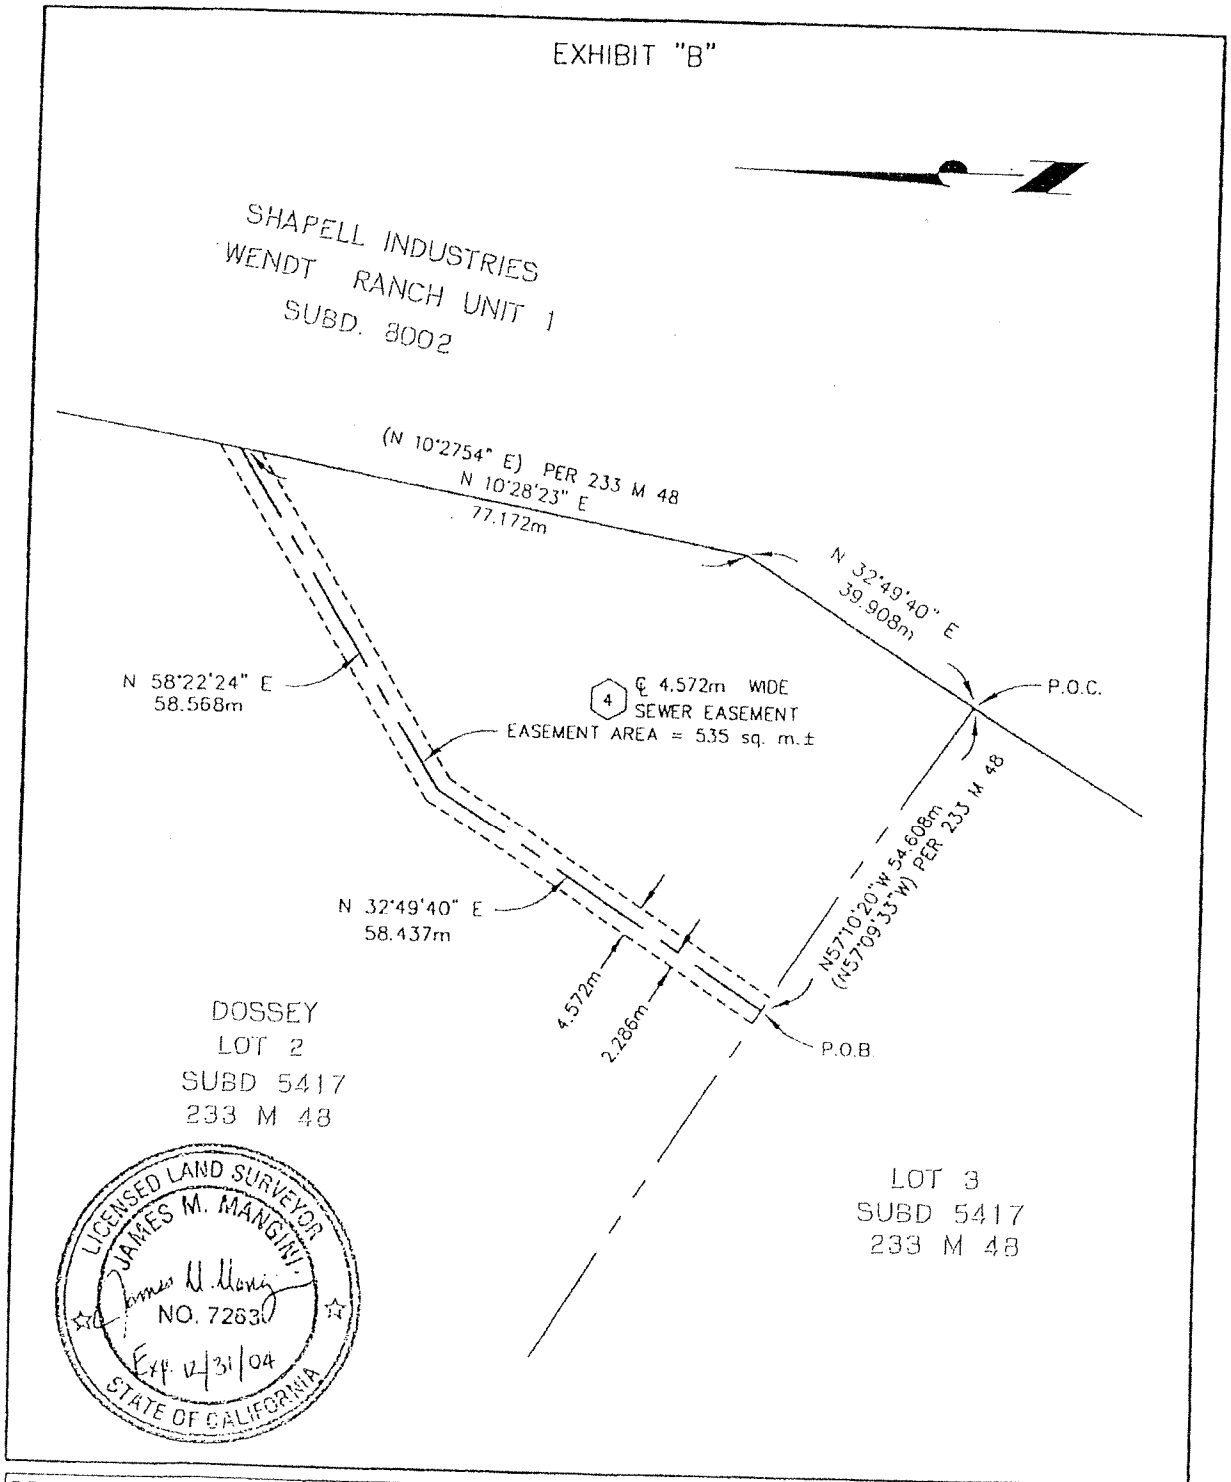 EXHIBIT "B"
SHAPELL INDUSTRIES
WENDT RANCH UNIT 1
SUBD. 8002
(N 10°2754" E) PER 233 M 48
N 10°28'23" E
77.172m
N 32°49'40" E
39.908m
P.O.C.
N 58°22'24" E
58.568m
4
℄ 4.572m WIDE
SEWER EASEMENT
EASEMENT AREA = 535 sq. m.±
N57°10'20"W 54.608m
(N57°09'33"W) PER 233 M 48
N 32°49'40" E
58.437m
4.572m
2.286m
P.O.B.
DOSSEY
LOT 2
SUBD 5417
233 M 48
LOT 3
SUBD 5417
233 M 48
LICENSED LAND SURVEYOR
JAMES M. MANGINI
NO. 7263
Exp. 12/31/04
STATE OF CALIFORNIA